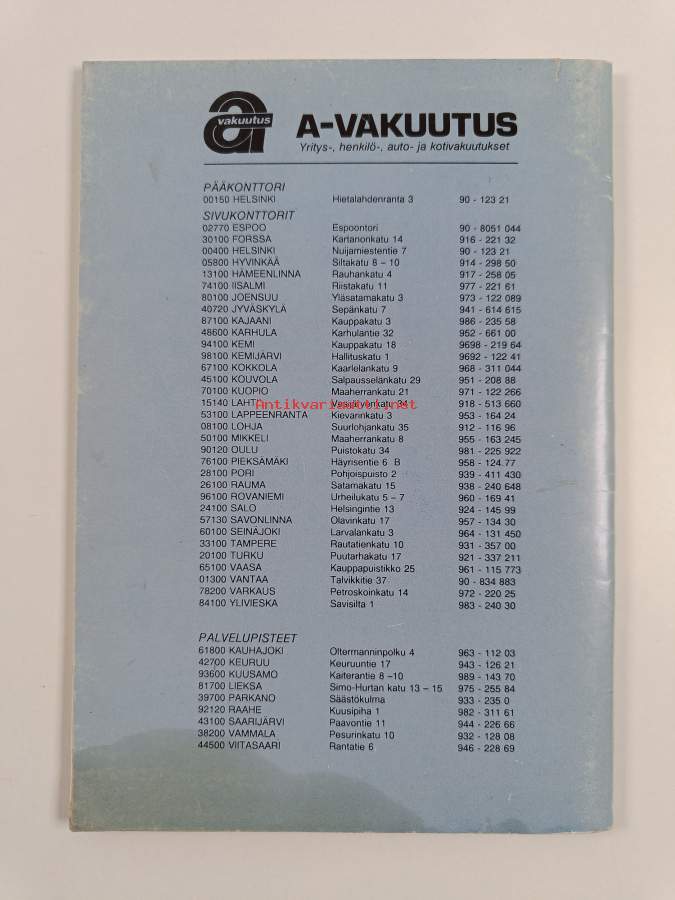 a
vakuutus
A-VAKUUTUS
Yritys-, henkilö-, auto- ja kotivakuutukset
PÄÄKONTTORI
00150 HELSINKI Hietalahdenranta 3 90 - 123 21
SIVUKONTTORIT
02770 ESPOO Espoontori 90 - 8051 044
30100 FORSSA Kartanonkatu 14 916 - 221 32
00400 HELSINKI Nuijamiestentie 7 90 - 123 21
05800 HYVINKÄÄ Siltakatu 8 - 10 914 - 298 50
13100 HÄMEENLINNA Rauhankatu 4 917 - 258 05
74100 IISALMI Riistakatu 11 977 - 221 61
80100 JOENSUU Yläsatamakatu 3 973 - 122 089
40720 JYVÄSKYLÄ Sepänkatu 7 941 - 614 615
87100 KAJAANI Kauppakatu 3 986 - 235 58
48600 KARHULA Karhulantie 32 952 - 661 00
94100 KEMI Kauppakatu 18 9698 - 219 64
98100 KEMIJÄRVI Hallituskatu 1 9692 - 122 41
67100 KOKKOLA Kaarlelankatu 9 968 - 311 044
45100 KOUVOLA Salpausselänkatu 29 951 - 208 88
70100 KUOPIO Maaherrankatu 21 971 - 122 266
15140 LAHTI Vesijärvenkatu 34 918 - 513 660
Antikvariaatti.net
53100 LAPPEENRANTA Kievarinkatu 3 953 - 164 24
08100 LOHJA Suurlohjankatu 35 912 - 116 96
50100 MIKKELI Maaherrankatu 8 955 - 163 245
90120 OULU Puistokatu 34 981 - 225 922
76100 PIEKSÄMÄKI Häyrisentie 6 B 958 - 124.77
28100 PORI Pohjoispuisto 2 939 - 411 430
26100 RAUMA Satamakatu 15 938 - 240 648
96100 ROVANIEMI Urheilukatu 5 - 7 960 - 169 41
24100 SALO Helsingintie 13 924 - 145 99
57130 SAVONLINNA Olavinkatu 17 957 - 134 30
60100 SEINÄJOKI Larvalankatu 3 964 - 131 450
33100 TAMPERE Rautatienkatu 10 931 - 357 00
20100 TURKU Puutarhakatu 17 921 - 337 211
65100 VAASA Kauppapuistikko 25 961 - 115 773
01300 VANTAA Talvikkitie 37 90 - 834 883
78200 VARKAUS Petroskoinkatu 14 972 - 220 25
84100 YLIVIESKA Savisilta 1 983 - 240 30
PALVELUPISTEET
61800 KAUHAJOKI Oltermanninpolku 4 963 - 112 03
42700 KEURUU Keuruuntie 17 943 - 126 21
93600 KUUSAMO Kaiterantie 8 -10 989 - 143 70
81700 LIEKSA Simo-Hurtan katu 13 - 15 975 - 255 84
39700 PARKANO Säästökulma 933 - 235 0
92120 RAAHE Kuusipiha 1 982 - 311 61
43100 SAARIJÄRVI Paavontie 11 944 - 226 66
38200 VAMMALA Pesurinkatu 10 932 - 128 08
44500 VIITASAARI Rantatie 6 946 - 228 69